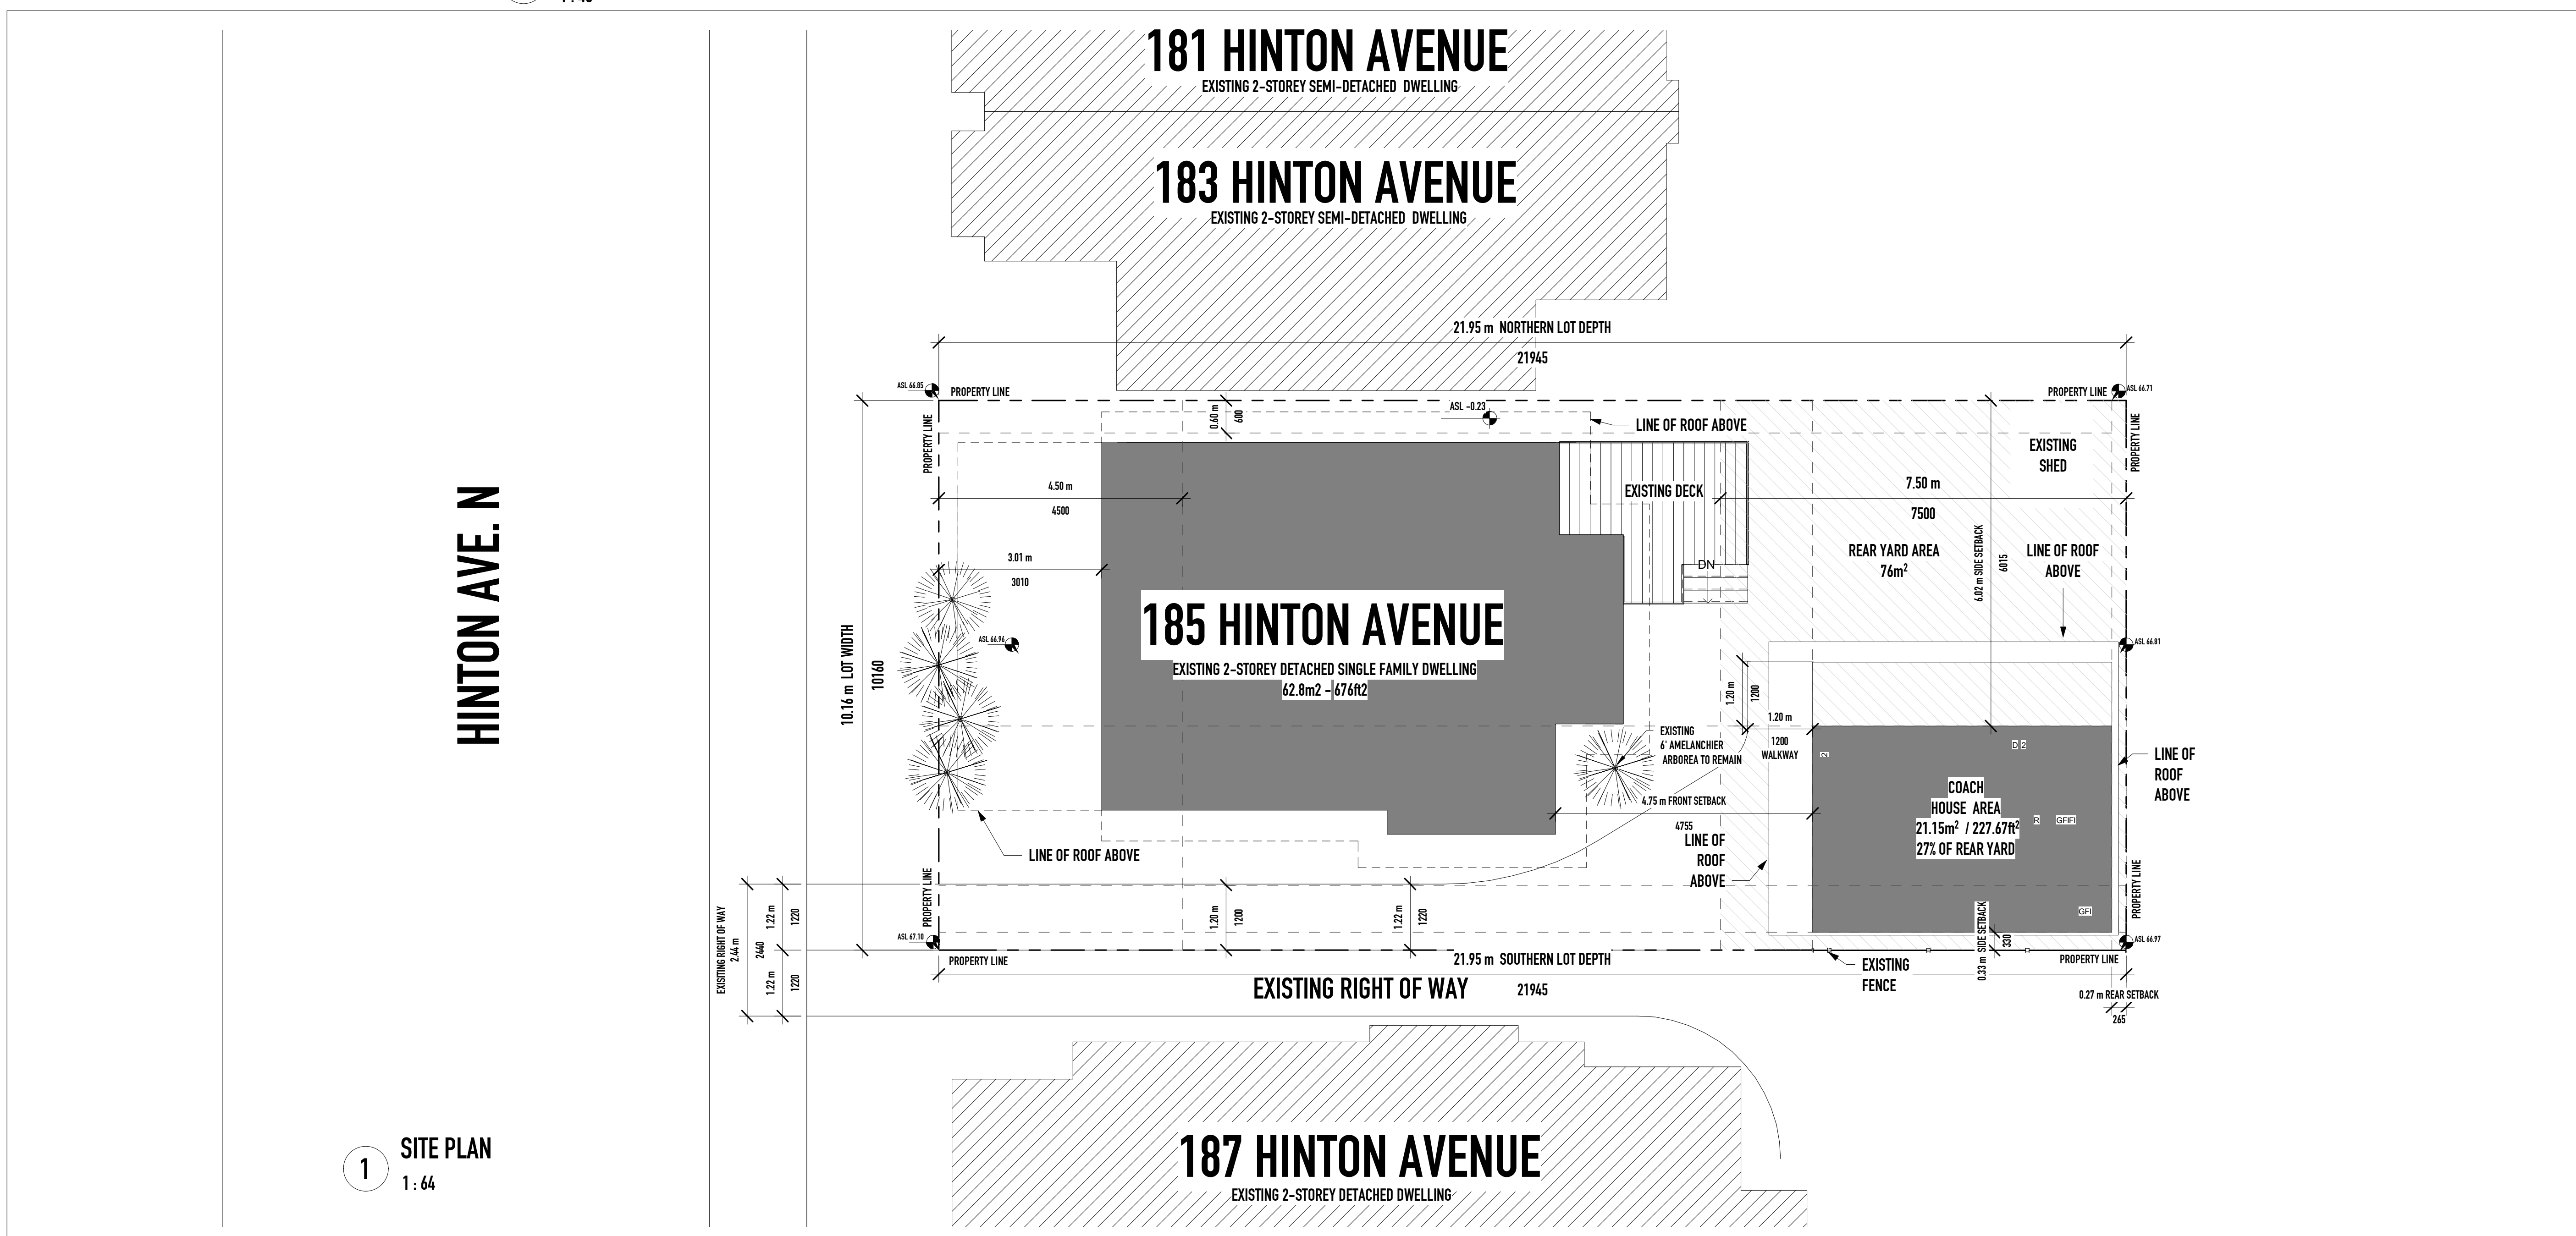 181 HINTON AVENUE
EXISTING 2-STOREY SEMI-DETACHED DWELLING
183 HINTON AVENUE
EXISTING 2-STOREY SEMI-DETACHED DWELLING
21.95 m NORTHERN LOT DEPTH
21945
ASL 66.85
PROPERTY LINE
PROPERTY LINE
ASL 66.71
PROPERTY LINE
PROPERTY LINE
0.60 m
600
ASL -0.23
LINE OF ROOF ABOVE
EXISTING
SHED
4.50 m
4500
EXISTING DECK
7.50 m
7500
3.01 m
3010
DN
REAR YARD AREA
76m²
6.02 m SIDE SETBACK
6015
LINE OF ROOF
ABOVE
HINTON AVE. N
10.16 m LOT WIDTH
10160
ASL 66.96
185 HINTON AVENUE
EXISTING 2-STOREY DETACHED SINGLE FAMILY DWELLING
62.8m2 - 676ft2
ASL 66.81
1.20 m
1200
1.20 m
1200
WALKWAY
EXISTING
6' AMELANCHIER
ARBOREA TO REMAIN
D 2
LINE OF
ROOF
ABOVE
COACH
HOUSE AREA
21.15m² / 227.67ft²
27% OF REAR YARD
R
GFIFI
GFI
4.75 m FRONT SETBACK
4755
LINE OF
ROOF
ABOVE
LINE OF ROOF ABOVE
PROPERTY LINE
PROPERTY LINE
EXISITING RIGHT OF WAY
2.44 m
2440
1.22 m
1220
1.22 m
1220
1.20 m
1200
1.22 m
1220
0.33 m SIDE SETBACK
330
ASL 67.10
ASL 66.97
PROPERTY LINE
21.95 m SOUTHERN LOT DEPTH
PROPERTY LINE
EXISTING RIGHT OF WAY
21945
EXISTING
FENCE
0.27 m REAR SETBACK
265
187 HINTON AVENUE
EXISTING 2-STOREY DETACHED DWELLING
1
SITE PLAN
1 : 64